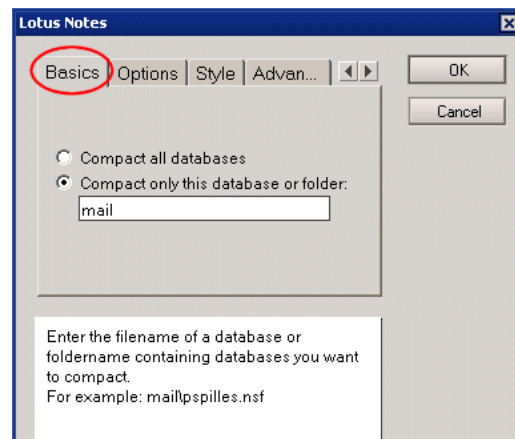 Lotus Notes
Basics Options Style Advan...
OK
Cancel
Compact all databases
Compact only this database or folder:
mail
Enter the filename of a database or
foldername containing databases you want
to compact.
For example: mail\pspilles.nsf